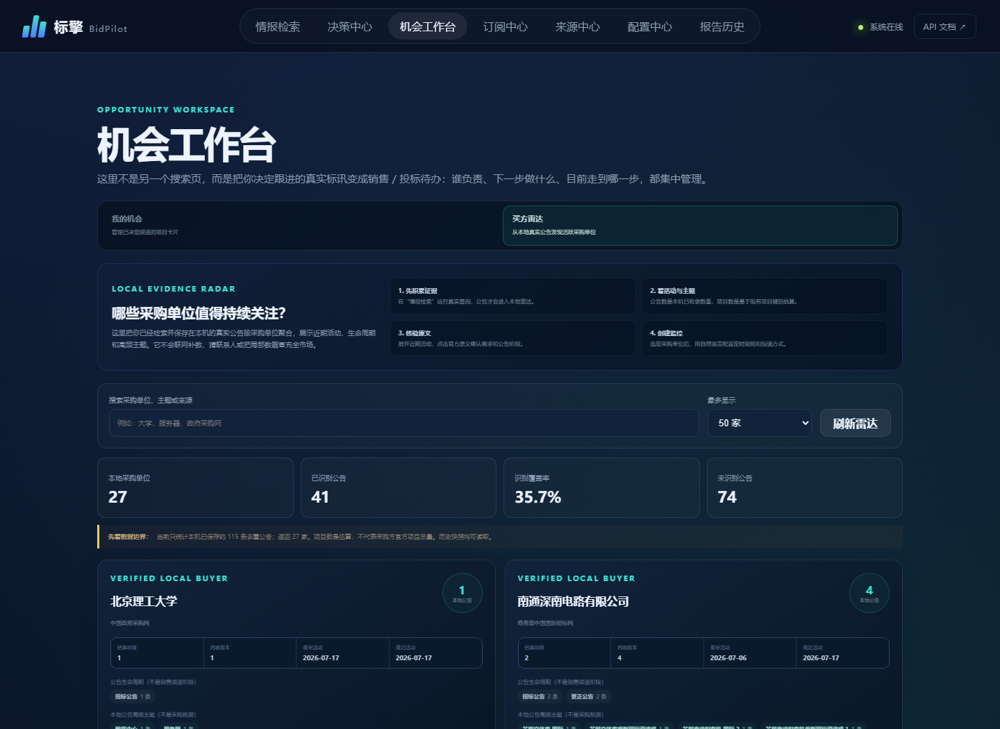 标擎 BidPilot
情报检索 决策中心 机会工作台 订阅中心 来源中心 配置中心 报告历史
系统在线
API 文档 ↗
OPPORTUNITY WORKSPACE
机会工作台
这里不是另一个搜索页，而是把你决定跟进的真实标讯变成销售 / 投标待办：谁负责、下一步做什么、目前走到哪一步，都集中管理。
我的机会
管理已决定跟进的项目卡片
买方雷达
从本地真实公告发现活跃采购单位
LOCAL EVIDENCE RADAR
哪些采购单位值得持续关注？
这里把你已经检索并保存在本机的真实公告按采购单位聚合，展示近期活动、生命周期
和高频主题。它不会联网补数、猜联系人或把局部数据冒充全市场。
1. 先积累证据
在“情报检索”运行真实查询，公告才会进入本地雷达。
2. 看活动与主题
公告数是本机已收录数量，项目数是基于现有项目键的估算。
3. 核验原文
展开近期活动，点击官方原文确认需求和公告阶段。
4. 创建监控
选定采购单位后，用自然语言配置定时规则和投递方式。
搜索采购单位、主题或来源
例如：大学、服务器、政府采购网
最多显示
50 家
刷新雷达
本地采购单位
27
已识别公告
41
识别覆盖率
35.7%
未识别公告
74
先看数据边界： 当前只统计本机已保存的 115 条去重公告；返回 27 家。项目数是估算，不代表采购方官方项目总量。历史快照均可读取。
VERIFIED LOCAL BUYER
北京理工大学
1
本地公告
中国政府采购网
估算项目
1
内容版本
1
最早活动
2026-07-17
最近活动
2026-07-17
公告生命周期（不是销售跟进阶段）
招标公告 1 条
本地公告高频主题（不是采购预测）
数据中心 1 条 服务器 1 条
VERIFIED LOCAL BUYER
南通深南电路有限公司
4
本地公告
商务部中国国际招标网
估算项目
2
内容版本
4
最早活动
2026-07-06
最近活动
2026-07-17
公告生命周期（不是销售跟进阶段）
招标公告 2 条 更正公告 2 条
本地公告高频主题（不是采购预测）